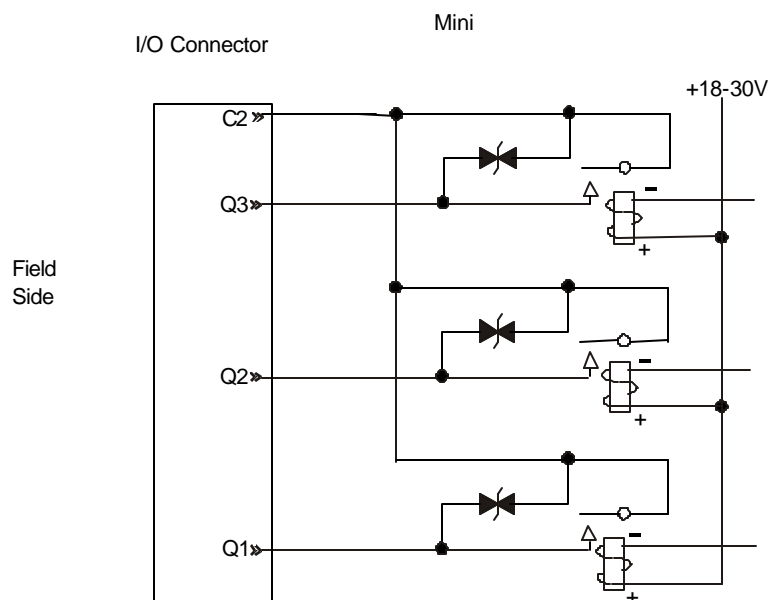 Mini
I/O Connector
+18-30V
C2
Q3
−
+
Field
Side
Q2
−
+
Q1
−
+